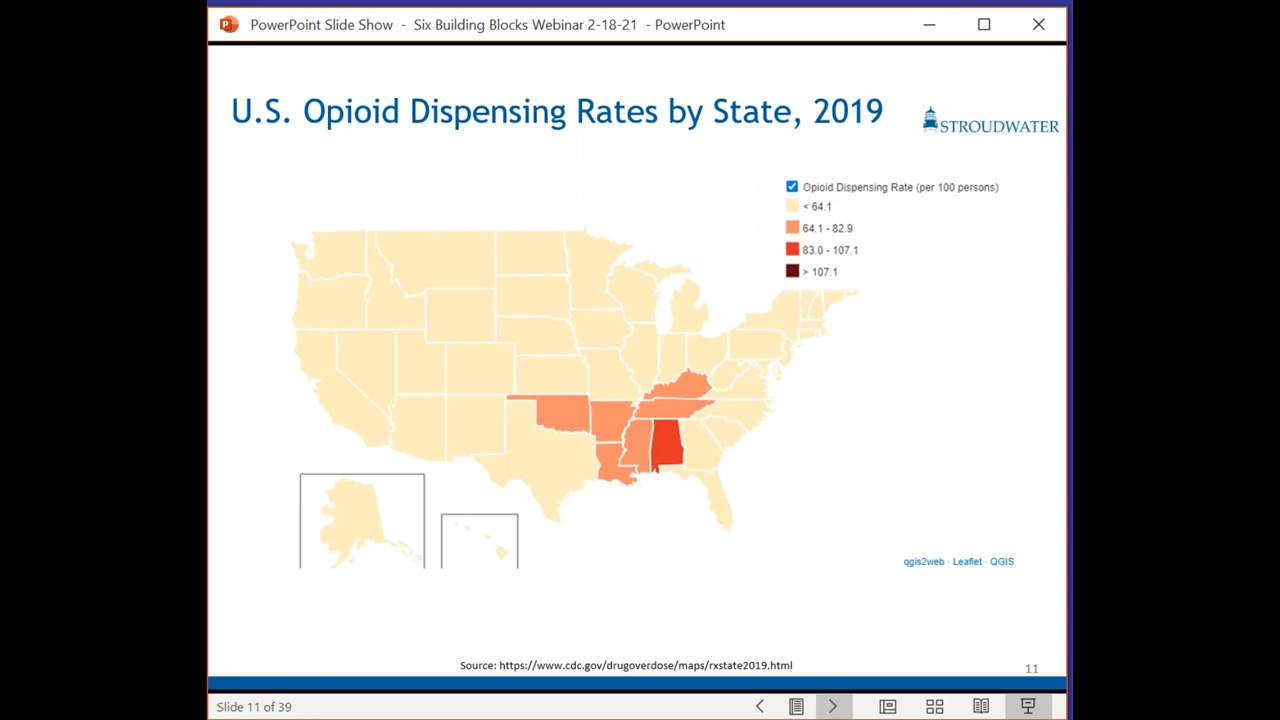 PowerPoint Slide Show - Six Building Blocks Webinar 2-18-21 - PowerPoint
U.S. Opioid Dispensing Rates by State, 2019
STROUDWATER
Opioid Dispensing Rate (per 100 persons)
< 64.1
64.1 - 82.9
83.0 - 107.1
> 107.1
qgis2web · Leaflet · QGIS
Source: https://www.cdc.gov/drugoverdose/maps/rxstate2019.html
11
Slide 11 of 39